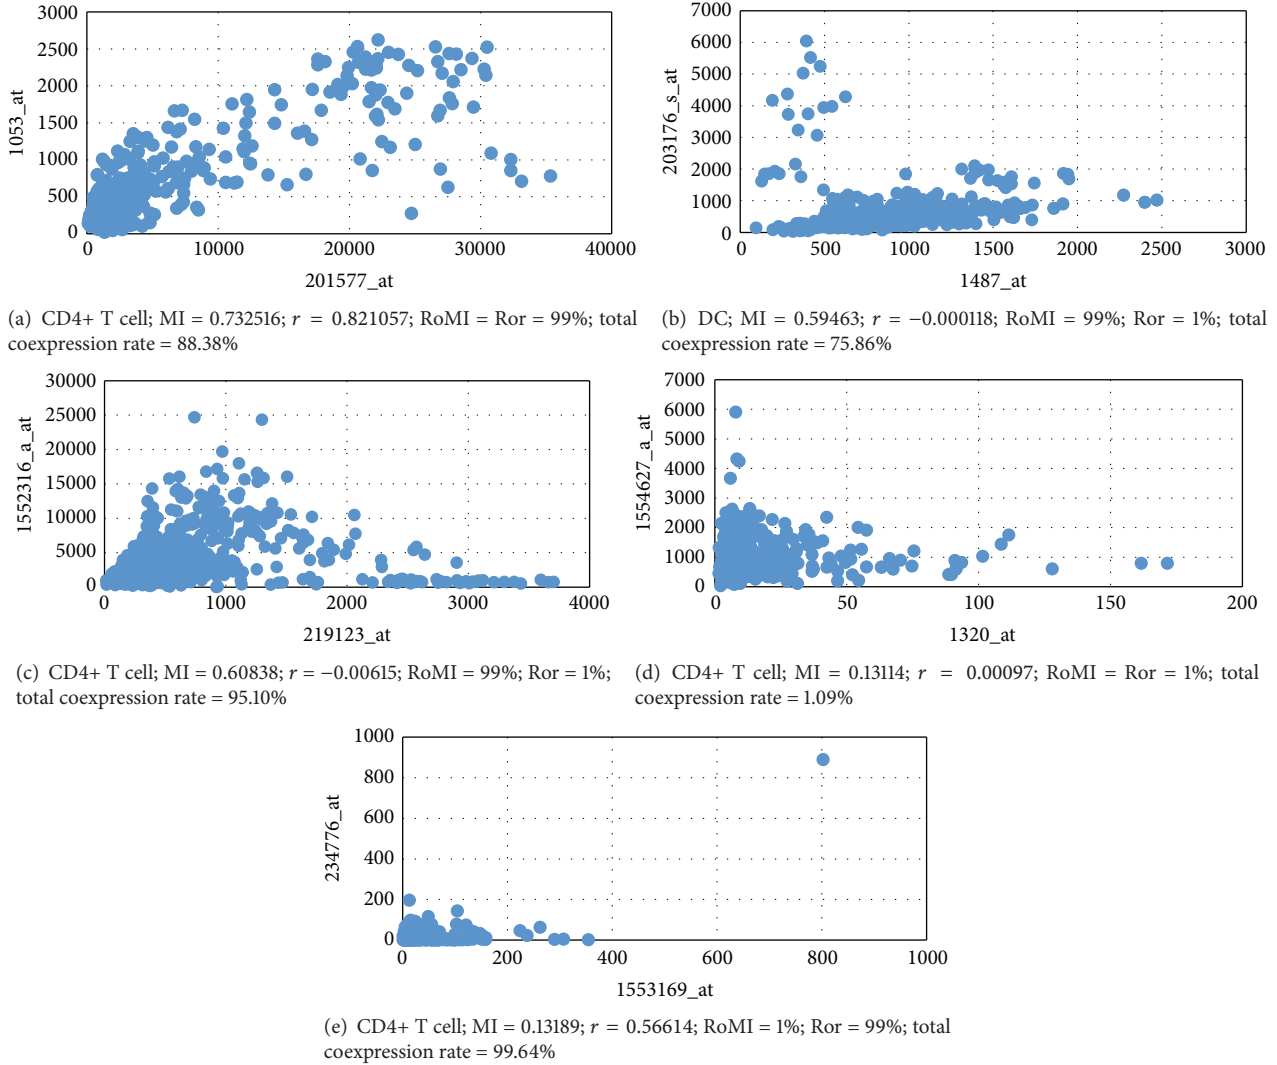 3000
2500
2000
1500
1000
500
0
1053_at
0 10000 20000 30000 40000
201577_at
(a) CD4+ T cell; MI = 0.732516; r = 0.821057; RoMI = Ror = 99%; total
coexpression rate = 88.38%
7000
6000
5000
4000
3000
2000
1000
0
203176_s_at
0 500 1000 1500 2000 2500 3000
1487_at
(b) DC; MI = 0.59463; r = −0.000118; RoMI = 99%; Ror = 1%; total
coexpression rate = 75.86%
30000
25000
20000
15000
10000
5000
0
1552316_a_at
0 1000 2000 3000 4000
219123_at
(c) CD4+ T cell; MI = 0.60838; r = −0.00615; RoMI = 99%; Ror = 1%;
total coexpression rate = 95.10%
7000
6000
5000
4000
3000
2000
1000
0
1554627_a_at
0 50 100 150 200
1320_at
(d) CD4+ T cell; MI = 0.13114; r = 0.00097; RoMI = Ror = 1%; total
coexpression rate = 1.09%
1000
800
600
400
200
0
234776_at
0 200 400 600 800 1000
1553169_at
(e) CD4+ T cell; MI = 0.13189; r = 0.56614; RoMI = 1%; Ror = 99%; total
coexpression rate = 99.64%